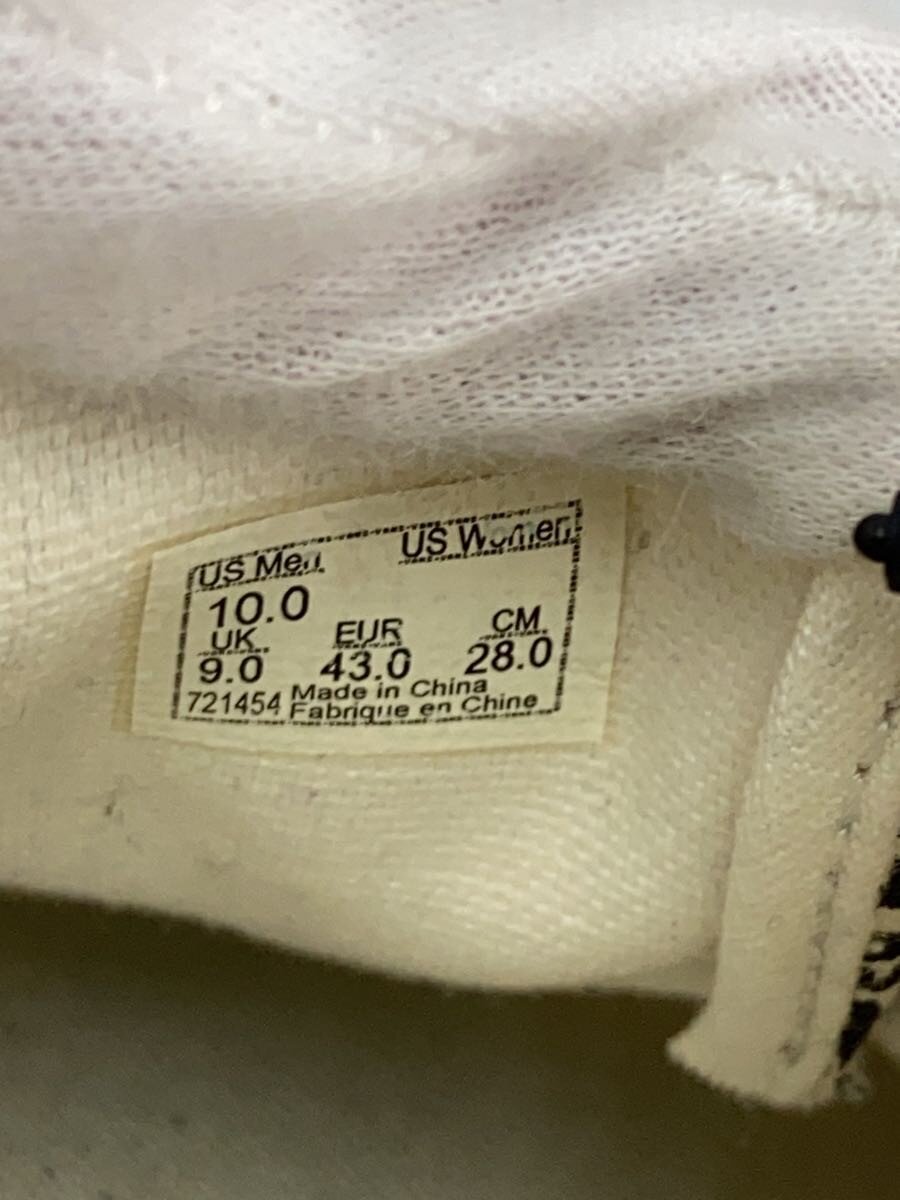 US Men US Women
10.0
UK EUR CM
9.0 43.0 28.0
721454 Made in China
Fabrique en Chine